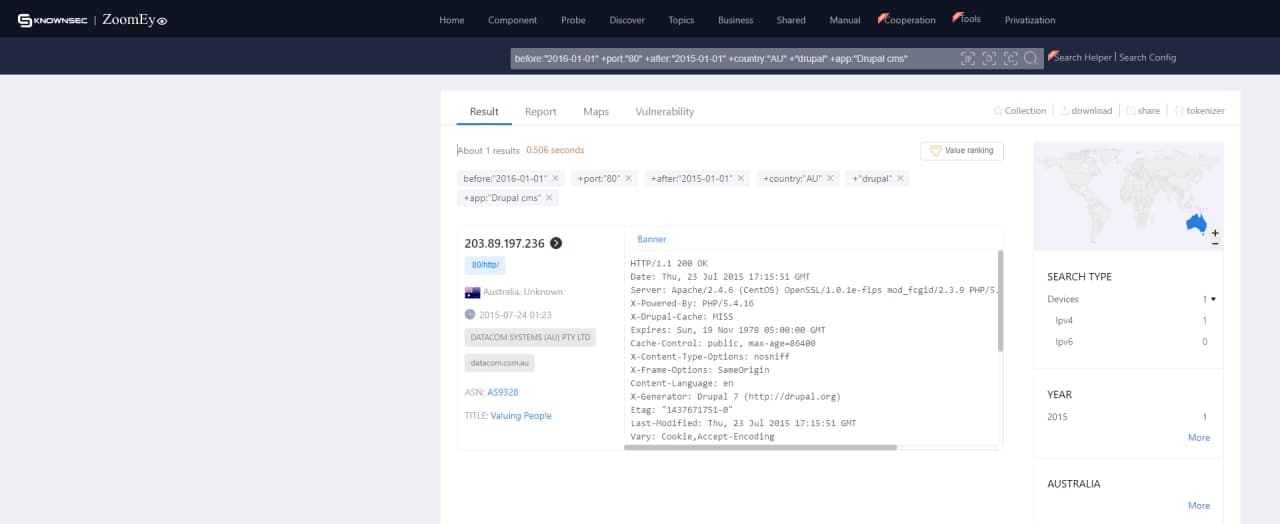 KNOWNSEC | ZoomEye
Home Component Probe Discover Topics Business Shared Manual Cooperation Tools Privatization
before:"2016-01-01" +port:"80" +after:"2015-01-01" +country:"AU" +"drupal" +app:"Drupal cms"
Search Helper | Search Config
Result Report Maps Vulnerability
Collection download share tokenizer
About 1 results 0.506 seconds
Value ranking
before:"2016-01-01" × +port:"80" × +after:"2015-01-01" × +country:"AU" × +"drupal" ×
+app:"Drupal cms" ×
203.89.197.236
80/http/
Australia, Unknown
2015-07-24 01:23
DATACOM SYSTEMS (AU) PTY LTD
datacom.com.au
ASN: AS9328
TITLE: Valuing People
Banner
HTTP/1.1 200 OK
Date: Thu, 23 Jul 2015 17:15:51 GMT
Server: Apache/2.4.6 (CentOS) OpenSSL/1.0.1e-fips mod_fcgid/2.3.9 PHP/5.
X-Powered-By: PHP/5.4.16
X-Drupal-Cache: MISS
Expires: Sun, 19 Nov 1978 05:00:00 GMT
Cache-Control: public, max-age=86400
X-Content-Type-Options: nosniff
X-Frame-Options: SameOrigin
Content-Language: en
X-Generator: Drupal 7 (http://drupal.org)
Etag: "1437671751-0"
Last-Modified: Thu, 23 Jul 2015 17:15:51 GMT
Vary: Cookie,Accept-Encoding
+
−
SEARCH TYPE
Devices 1
Ipv4 1
Ipv6 0
YEAR
2015 1
More
AUSTRALIA
More